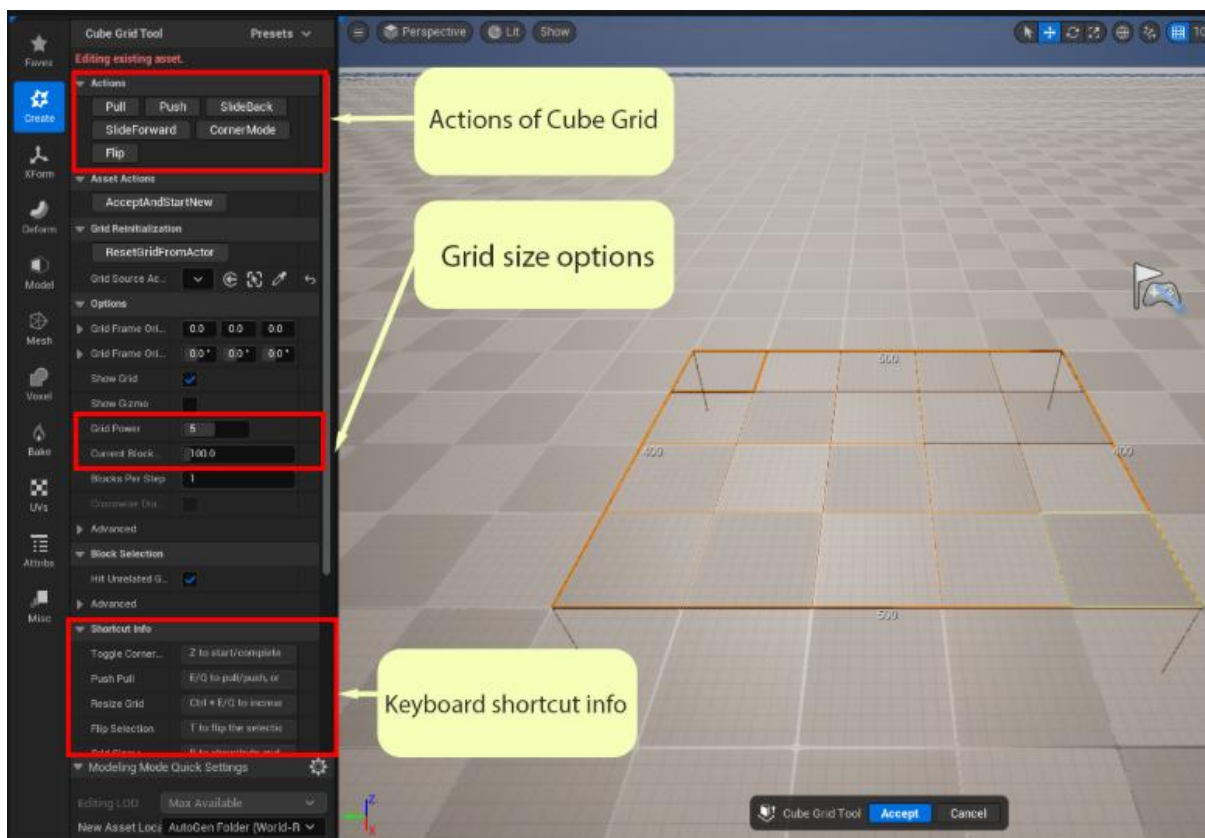 Cube Grid Tool Presets
Editing existing asset.
Faves
Create
XForm
Deform
Model
Mesh
Voxel
Bake
UVs
Attribs
Misc
Actions
Pull Push SlideBack
SlideForward CornerMode
Flip
Asset Actions
AcceptAndStartNew
Grid Reinitialization
ResetGridFromActor
Grid Source Ac...
Options
Grid Frame Ori... 0.0 0.0 0.0
Grid Frame Ori... 0.0° 0.0° 0.0°
Show Grid
Show Gizmo
Grid Power 5
Current Block... 100.0
Blocks Per Step 1
Crosswise Dia...
Advanced
Block Selection
Hit Unrelated G...
Advanced
Shortcut Info
Toggle Corner... Z to start/complete
Push Pull E/Q to pull/push, or
Resize Grid Ctrl + E/Q to increas
Flip Selection T to flip the selectio
Modeling Mode Quick Settings
Editing LOD Max Available
New Asset Loca AutoGen Folder (World-R
Perspective Lit Show
10
Actions of Cube Grid
Grid size options
Keyboard shortcut info
500
400 400
500
Z
X
Cube Grid Tool Accept Cancel